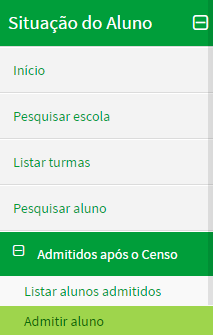 Situação do Aluno
Início
Pesquisar escola
Listar turmas
Pesquisar aluno
Admitidos após o Censo
Listar alunos admitidos
Admitir aluno